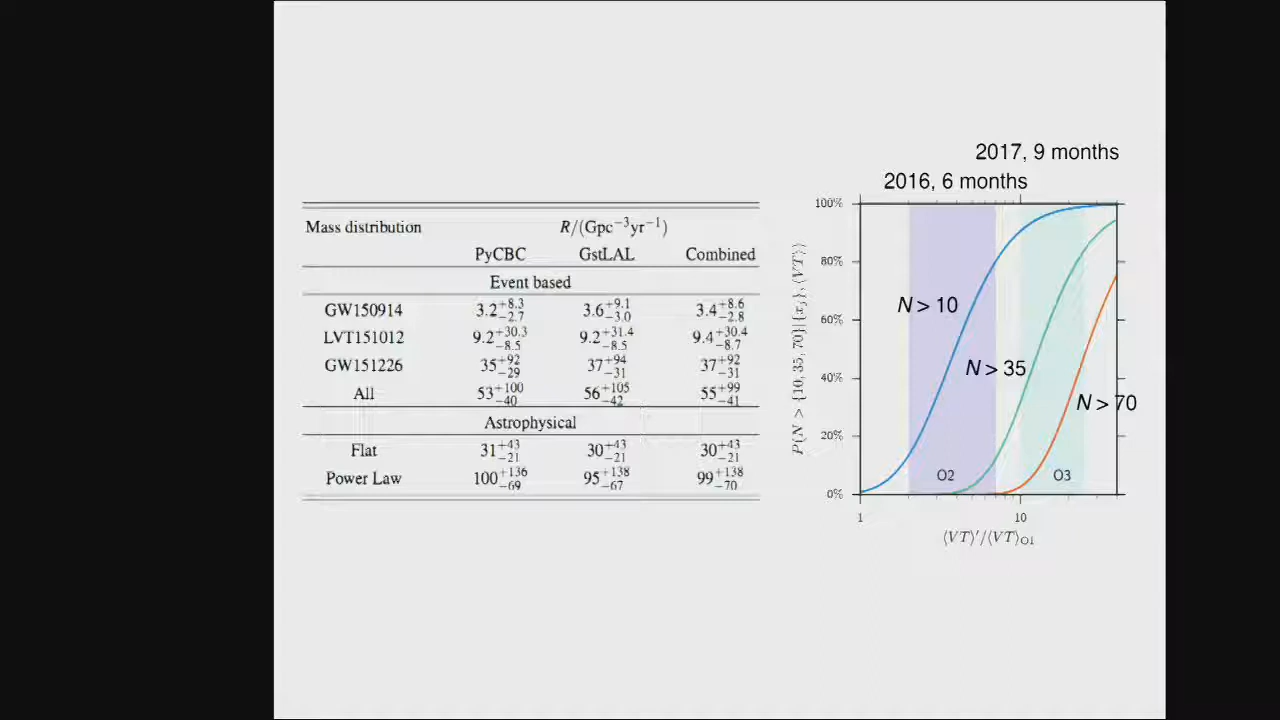 2017, 9 months
2016, 6 months
Mass distribution R/(Gpc⁻³yr⁻¹)
PyCBC GstLAL Combined
Event based
GW150914 3.2+8.3−2.7 3.6+9.1−3.0 3.4+8.6−2.8
LVT151012 9.2+30.3−8.5 9.2+31.4−8.5 9.4+30.4−8.7
GW151226 35+92−29 37+94−31 37+92−31
All 53+100−40 56+105−42 55+99−41
Astrophysical
Flat 31+43−21 30+43−21 30+43−21
Power Law 100+136−69 95+138−67 99+138−70
P(N > {10, 35, 70}|{xj}, ⟨VT⟩)
100%
80%
60%
40%
20%
0%
N > 10
N > 35
N > 70
O2 O3
1 10
⟨VT⟩′/⟨VT⟩O1